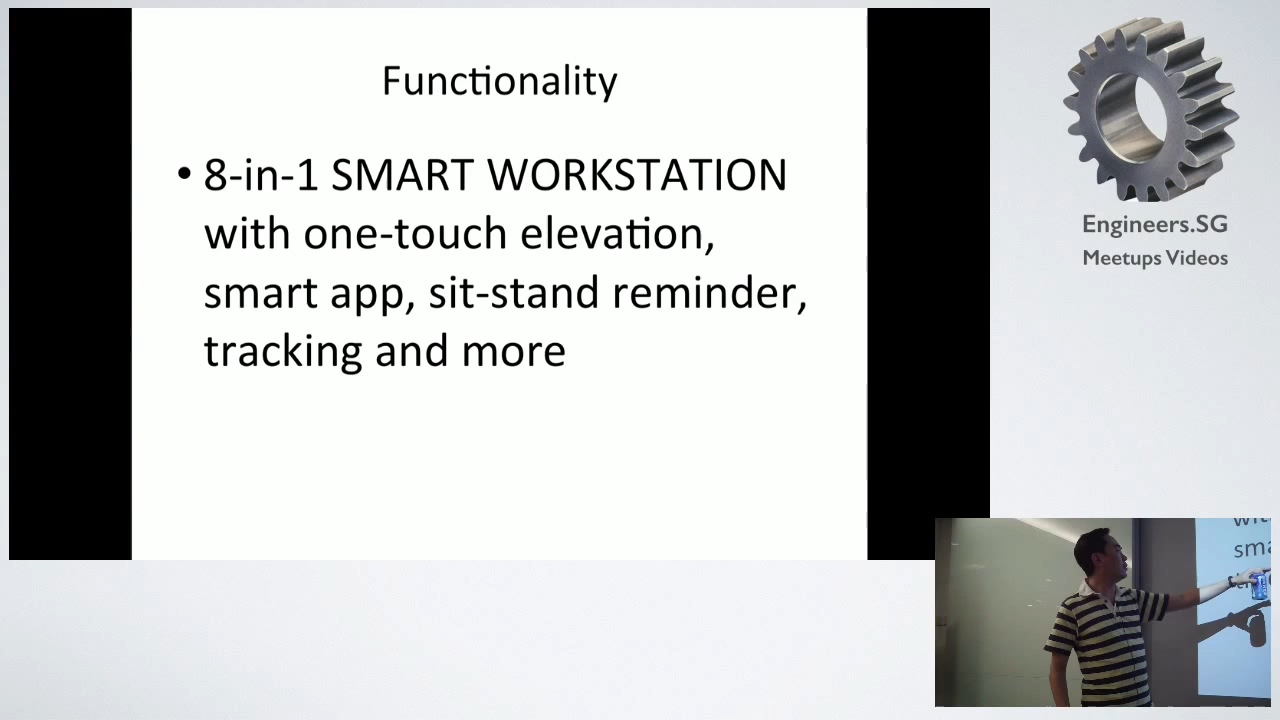 Functionality
• 8-in-1 SMART WORKSTATION
with one-touch elevation,
smart app, sit-stand reminder,
tracking and more
Engineers.SG
Meetups Videos